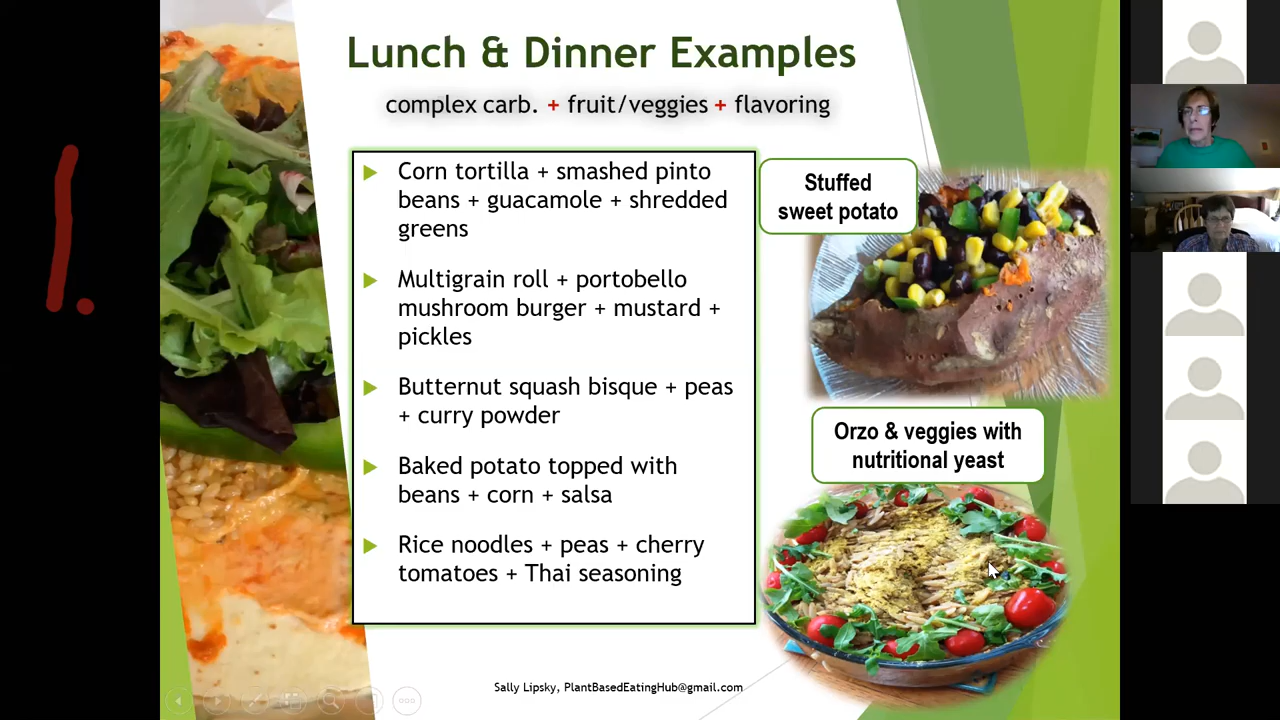 1.
Lunch & Dinner Examples
complex carb. + fruit/veggies + flavoring
Corn tortilla + smashed pinto
beans + guacamole + shredded
greens
Multigrain roll + portobello
mushroom burger + mustard +
pickles
Butternut squash bisque + peas
+ curry powder
Baked potato topped with
beans + corn + salsa
Rice noodles + peas + cherry
tomatoes + Thai seasoning
Stuffed
sweet potato
Orzo & veggies with
nutritional yeast
Sally Lipsky, PlantBasedEatingHub@gmail.com